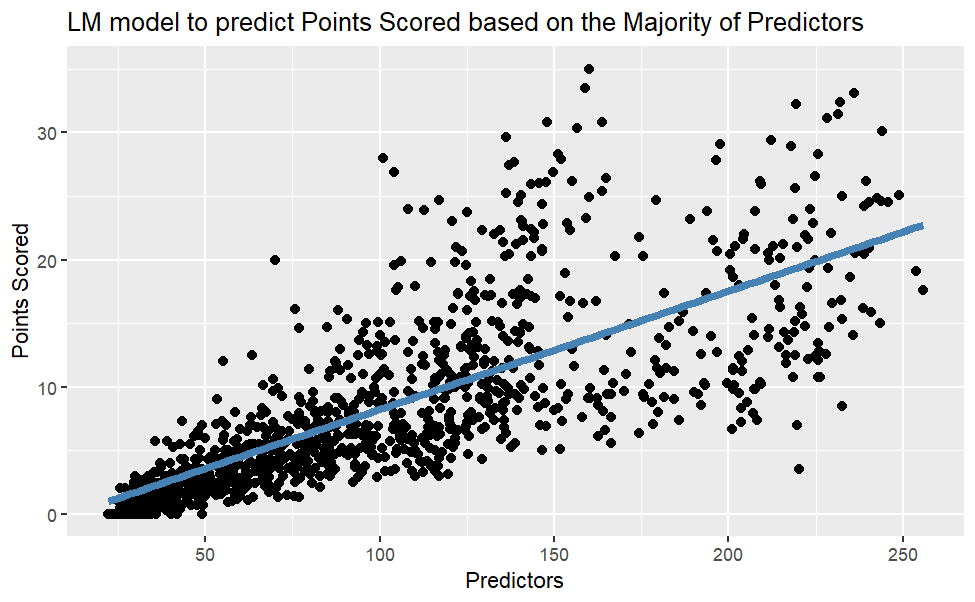 LM model to predict Points Scored based on the Majority of Predictors
Points Scored
30
20
10
0
50 100 150 200 250
Predictors